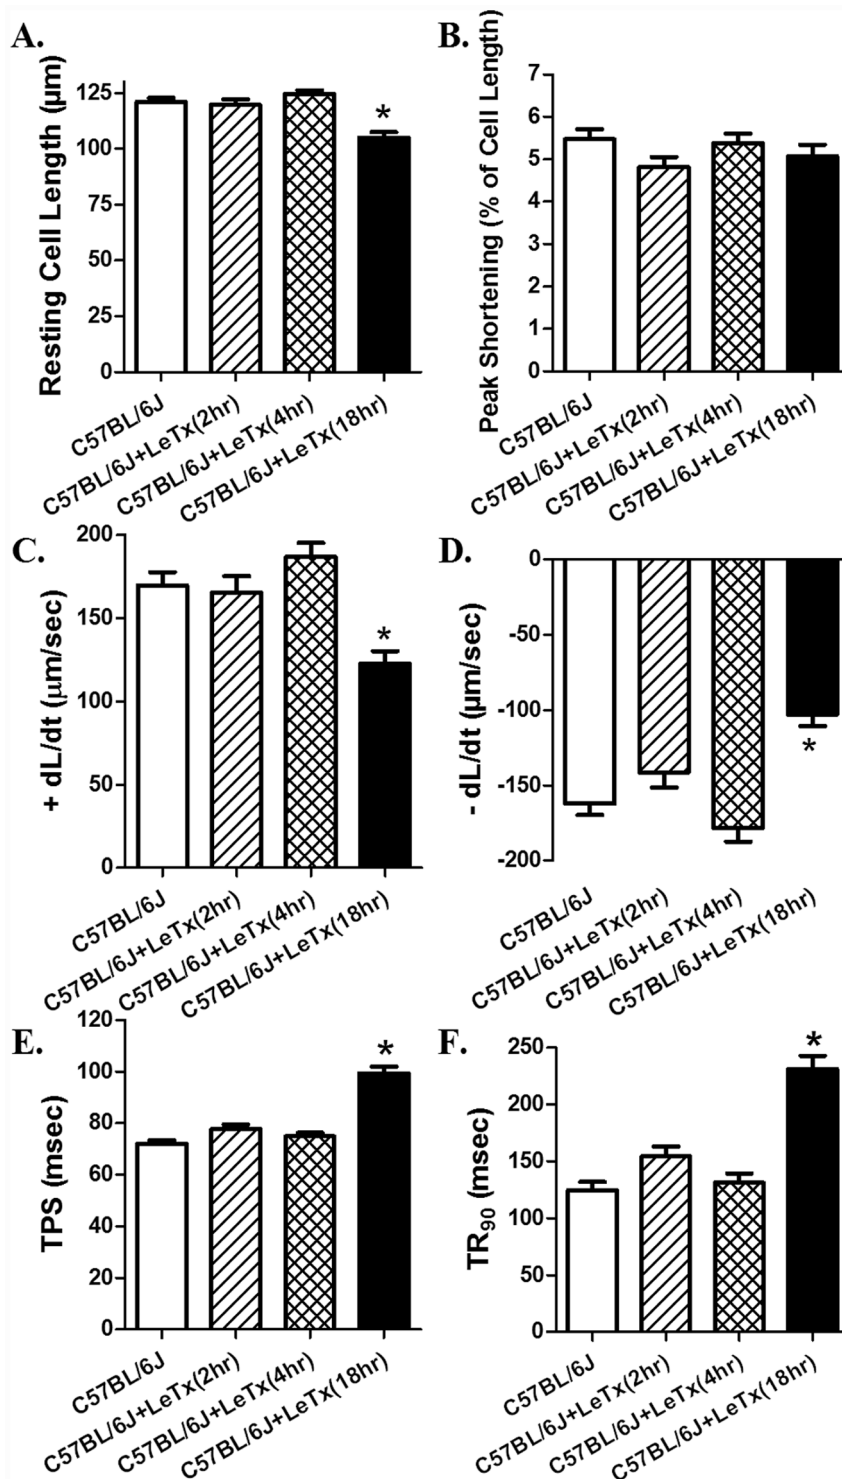 A.
Resting Cell Length (µm)
125
100
75
50
25
0
*
C57BL/6J
C57BL/6J+LeTx(2hr)
C57BL/6J+LeTx(4hr)
C57BL/6J+LeTx(18hr)
B.
Peak Shortening (% of Cell Length)
7
6
5
4
3
2
1
0
C57BL/6J
C57BL/6J+LeTx(2hr)
C57BL/6J+LeTx(4hr)
C57BL/6J+LeTx(18hr)
C.
+ dL/dt (µm/sec)
200
150
100
50
0
*
C57BL/6J
C57BL/6J+LeTx(2hr)
C57BL/6J+LeTx(4hr)
C57BL/6J+LeTx(18hr)
D.
- dL/dt (µm/sec)
0
-50
-100
-150
-200
*
C57BL/6J
C57BL/6J+LeTx(2hr)
C57BL/6J+LeTx(4hr)
C57BL/6J+LeTx(18hr)
E.
TPS (msec)
120
100
80
60
40
20
0
*
C57BL/6J
C57BL/6J+LeTx(2hr)
C57BL/6J+LeTx(4hr)
C57BL/6J+LeTx(18hr)
F.
TR₉₀ (msec)
250
200
150
100
50
0
*
C57BL/6J
C57BL/6J+LeTx(2hr)
C57BL/6J+LeTx(4hr)
C57BL/6J+LeTx(18hr)